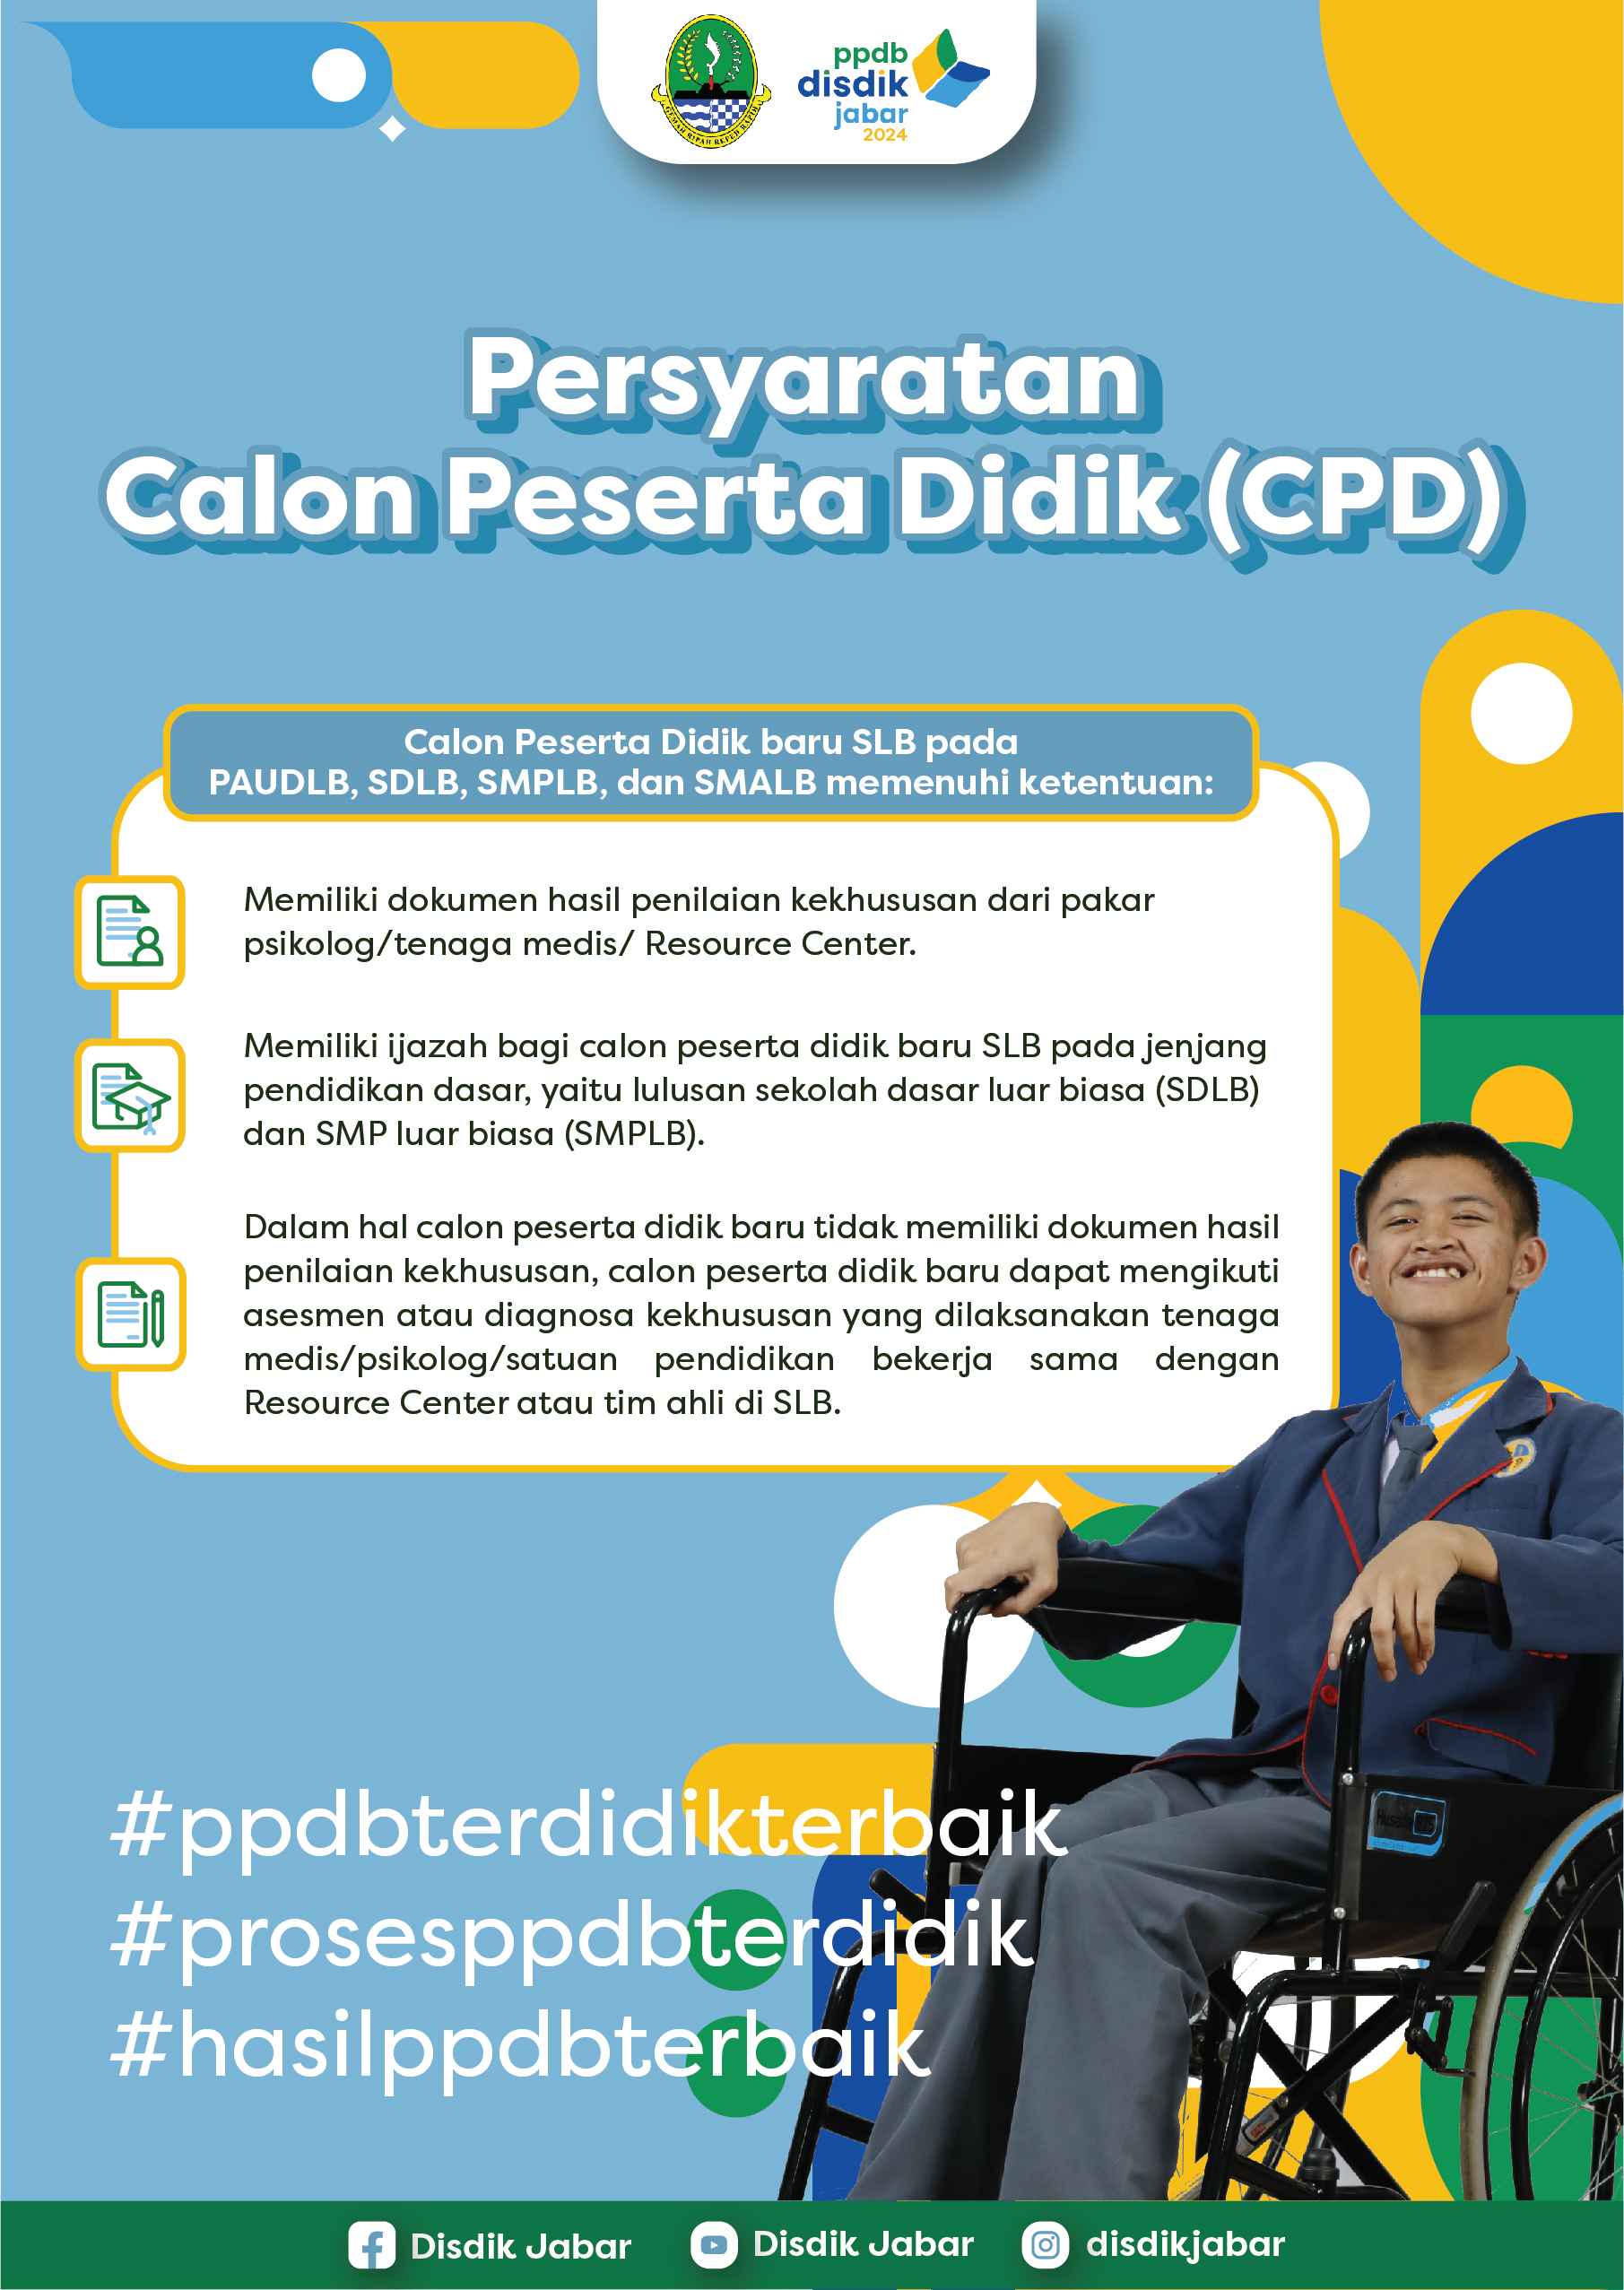 GEMAH RIPAH REPEH RAPIH
ppdb
disdik
jabar
2024
Persyaratan
Calon Peserta Didik (CPD)
Calon Peserta Didik baru SLB pada
PAUDLB, SDLB, SMPLB, dan SMALB memenuhi ketentuan:
Memiliki dokumen hasil penilaian kekhususan dari pakar
psikolog/tenaga medis/ Resource Center.
Memiliki ijazah bagi calon peserta didik baru SLB pada jenjang
pendidikan dasar, yaitu lulusan sekolah dasar luar biasa (SDLB)
dan SMP luar biasa (SMPLB).
Dalam hal calon peserta didik baru tidak memiliki dokumen hasil
penilaian kekhususan, calon peserta didik baru dapat mengikuti
asesmen atau diagnosa kekhususan yang dilaksanakan tenaga
medis/psikolog/satuan pendidikan bekerja sama dengan
Resource Center atau tim ahli di SLB.
#ppdbterdidikterbaik
#prosesppdbterdidik
#hasilppdbterbaik
Disdik Jabar
Disdik Jabar
disdikjabar